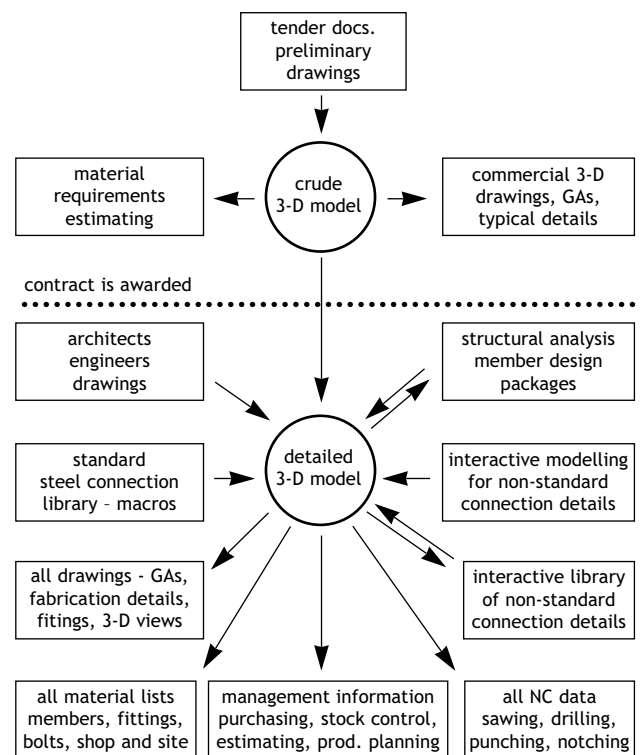 tender docs.
preliminary
drawings
material
requirements
estimating
crude
3-D model
commercial 3-D
drawings, GAs,
typical details
contract is awarded
architects
engineers
drawings
structural analysis
member design
packages
standard
steel connection
library - macros
detailed
3-D model
interactive modelling
for non-standard
connection details
all drawings - GAs,
fabrication details,
fittings, 3-D views
interactive library
of non-standard
connection details
all material lists
members, fittings,
bolts, shop and site
management information
purchasing, stock control,
estimating, prod. planning
all NC data
sawing, drilling,
punching, notching